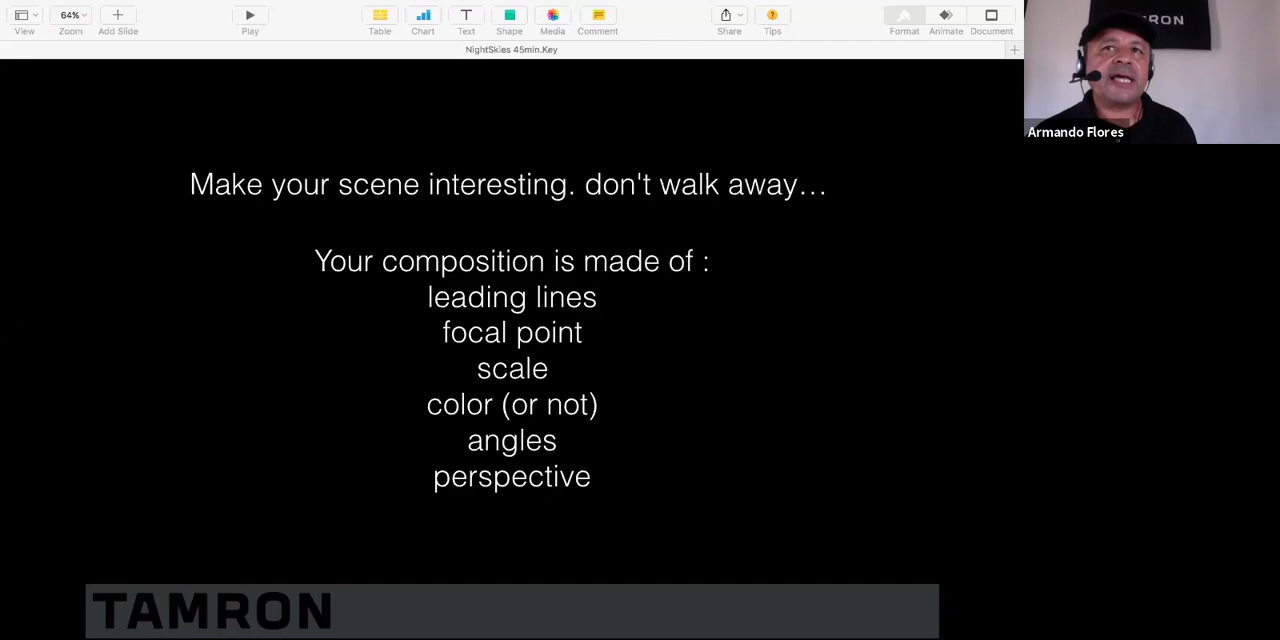 64%
View
Zoom
Add Slide
Play
Table
Chart
Text
Shape
Media
Comment
Share
Tips
Format
Animate
Document
NightSkies 45min.Key
TAMRON
Armando Flores
Make your scene interesting. don't walk away...
Your composition is made of :
leading lines
focal point
scale
color (or not)
angles
perspective
TAMRON